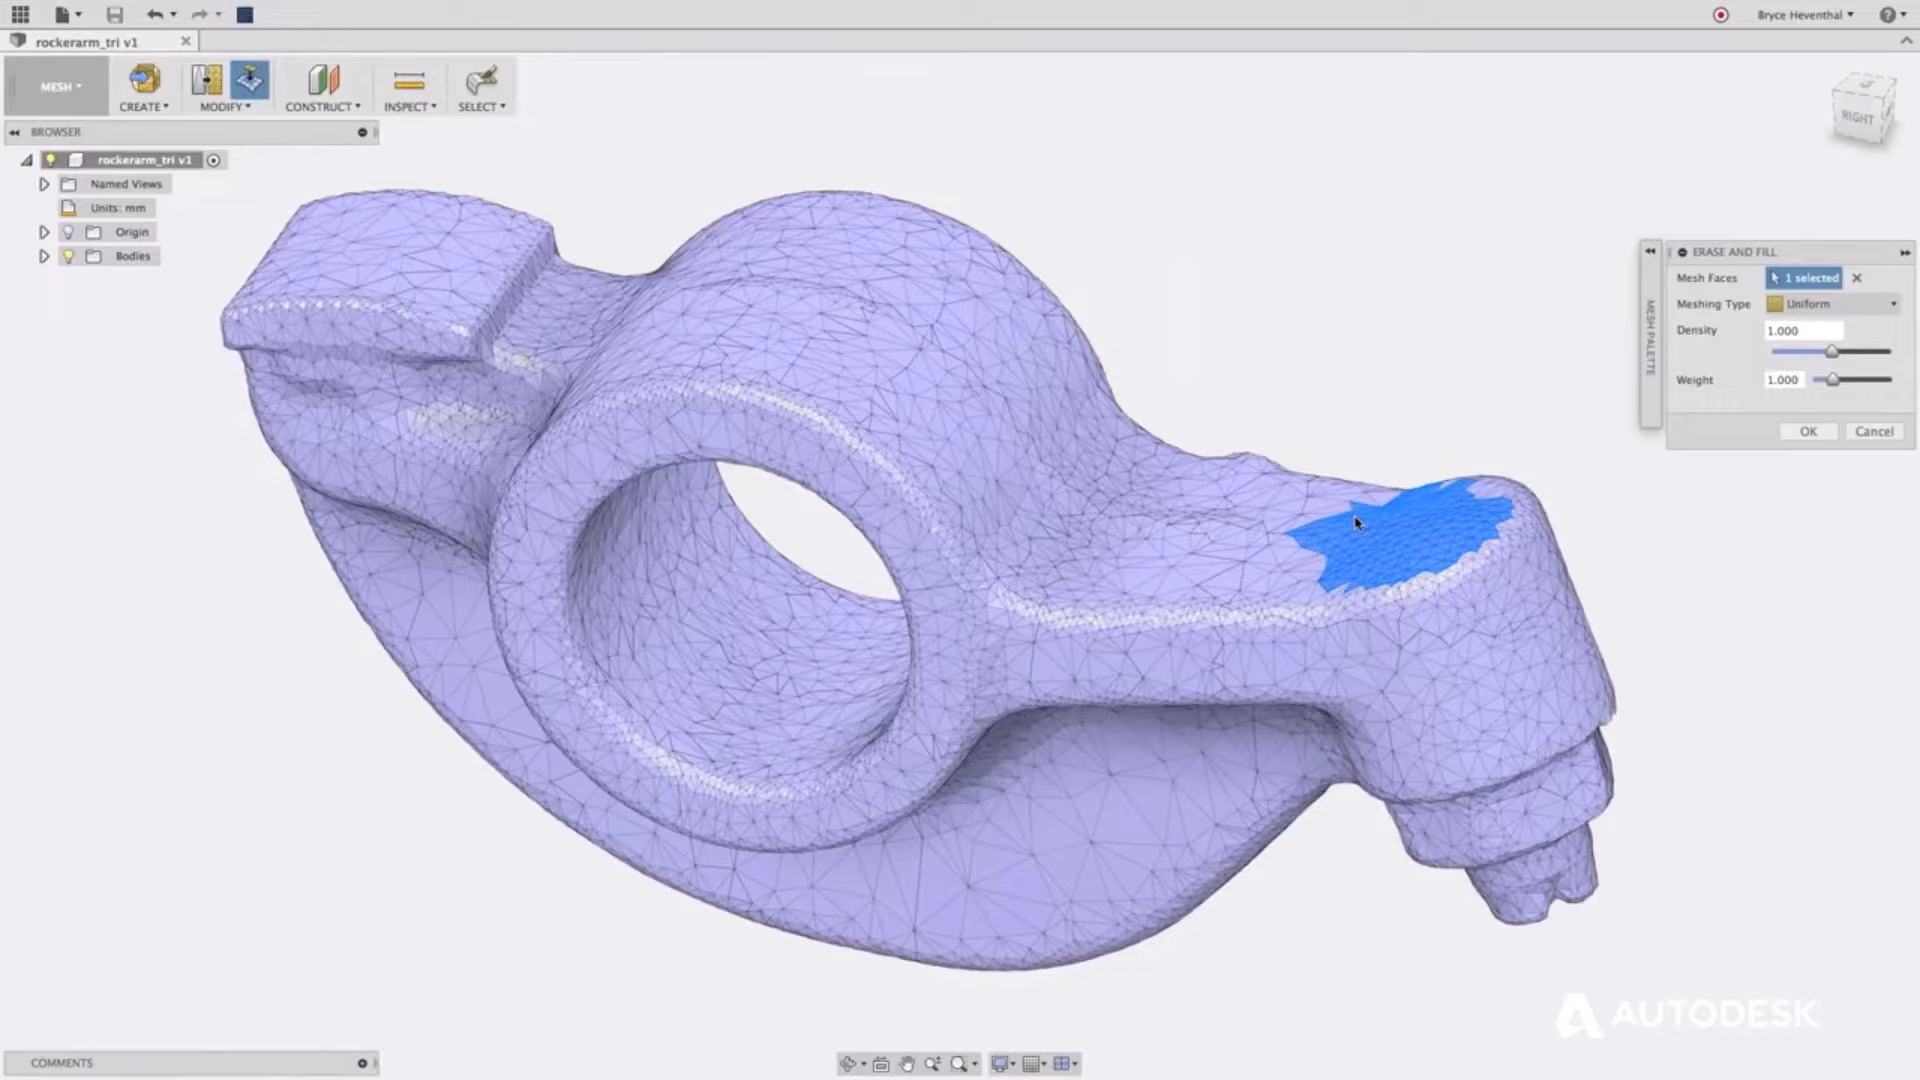 Bryce Heventhal
rockerarm_tri v1
MESH
CREATE
MODIFY
CONSTRUCT
INSPECT
SELECT
RIGHT
BROWSER
rockerarm_tri v1
Named Views
Units: mm
Origin
Bodies
MESH PALETTE
ERASE AND FILL
Mesh Faces 1 selected
Meshing Type Uniform
Density 1.000
Weight 1.000
OK Cancel
AUTODESK
COMMENTS